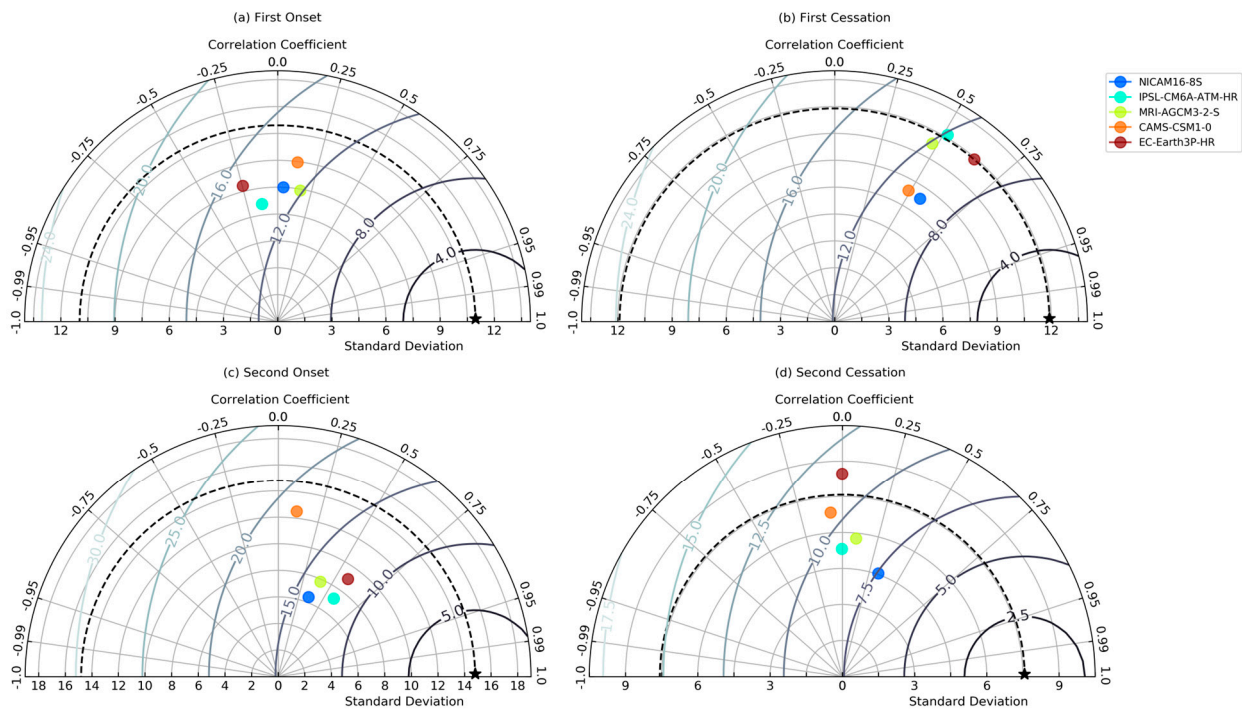 (a) First Onset
Correlation Coefficient
-1.0 -0.99 -0.95 -0.75 -0.5 -0.25 0.0 0.25 0.5 0.75 0.95 0.99 1.0
24.0 20.0 16.0 12.0 8.0 4.0
12 9 6 3 0 3 6 9 12
Standard Deviation
(b) First Cessation
Correlation Coefficient
-1.0 -0.99 -0.95 -0.75 -0.5 -0.25 0.0 0.25 0.5 0.75 0.95 0.99 1.0
24.0 20.0 16.0 12.0 8.0 4.0
12 9 6 3 0 3 6 9 12
Standard Deviation
NICAM16-8S
IPSL-CM6A-ATM-HR
MRI-AGCM3-2-S
CAMS-CSM1-0
EC-Earth3P-HR
(c) Second Onset
Correlation Coefficient
-1.0 -0.99 -0.95 -0.75 -0.5 -0.25 0.0 0.25 0.5 0.75 0.95 0.99 1.0
30.0 25.0 20.0 15.0 10.0 5.0
18 16 14 12 10 8 6 4 2 0 2 4 6 8 10 12 14 16 18
Standard Deviation
(d) Second Cessation
Correlation Coefficient
-1.0 -0.99 -0.95 -0.75 -0.5 -0.25 0.0 0.25 0.5 0.75 0.95 0.99 1.0
17.5 15.0 12.5 10.0 7.5 5.0 2.5
9 6 3 0 3 6 9
Standard Deviation